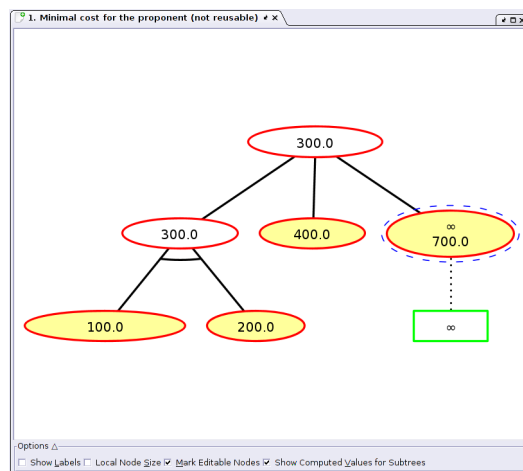 1. Minimal cost for the proponent (not reusable)
300.0
300.0
400.0
∞
700.0
100.0
200.0
∞
Options
Show Labels Local Node Size Mark Editable Nodes Show Computed Values for Subtrees